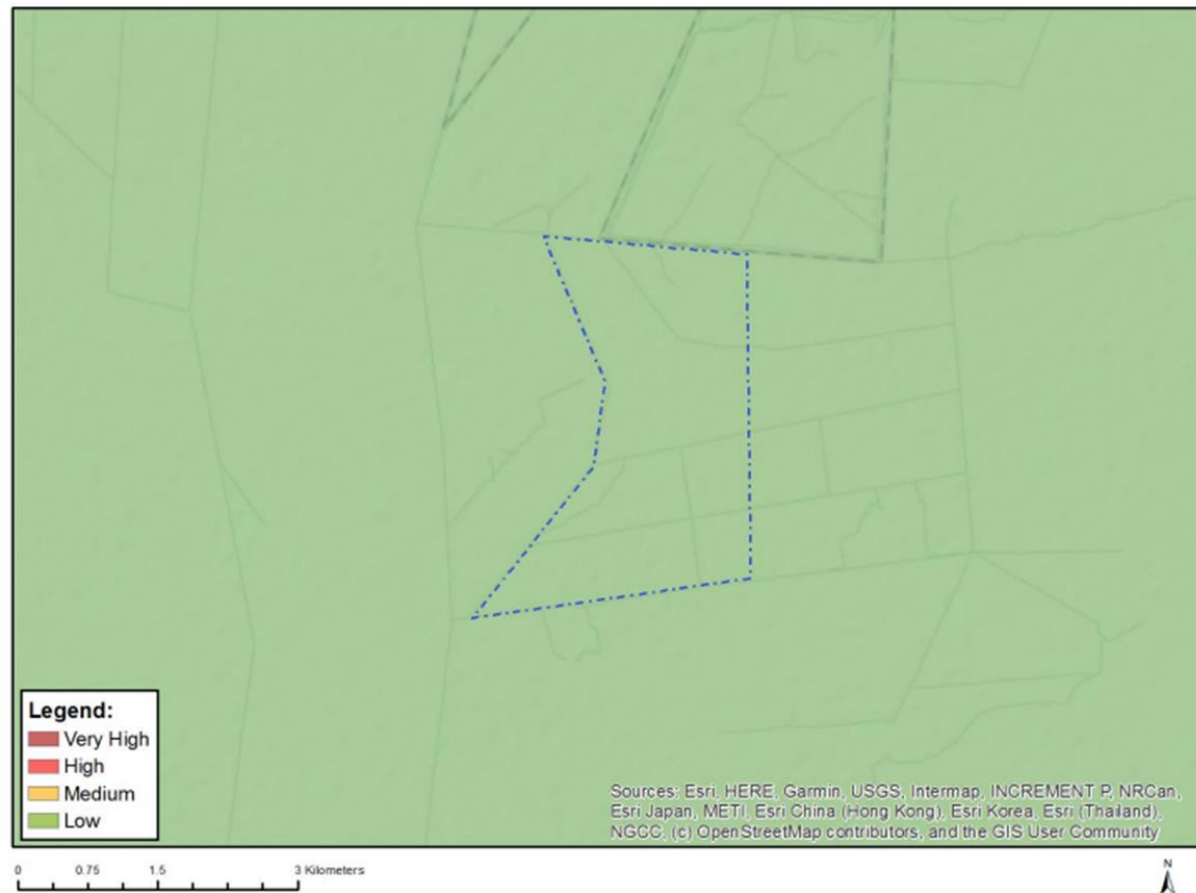 Legend:
Very High
High
Medium
Low
Sources: Esri, HERE, Garmin, USGS, Intermap, INCREMENT P, NRCan,
Esri Japan, METI, Esri China (Hong Kong), Esri Korea, Esri (Thailand),
NGCC, (c) OpenStreetMap contributors, and the GIS User Community
0 0.75 1.5 3 Kilometers
N